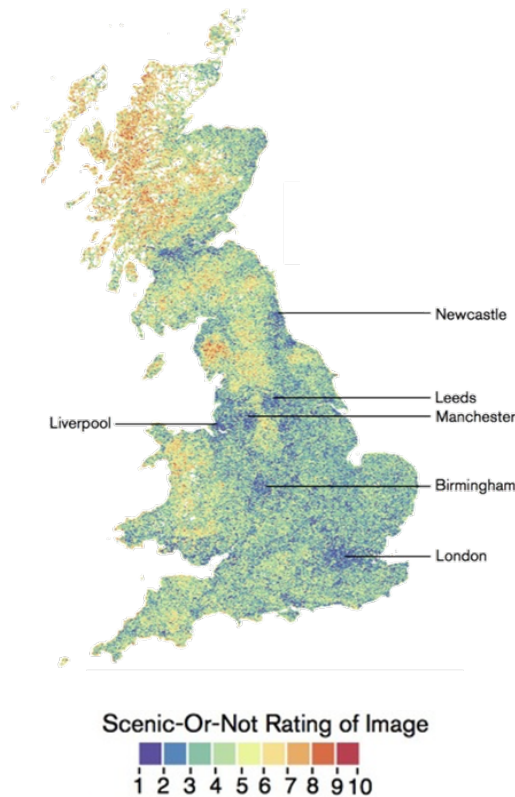 Newcastle
Leeds
Manchester
Liverpool
Birmingham
London
Scenic-Or-Not Rating of Image
1 2 3 4 5 6 7 8 9 10